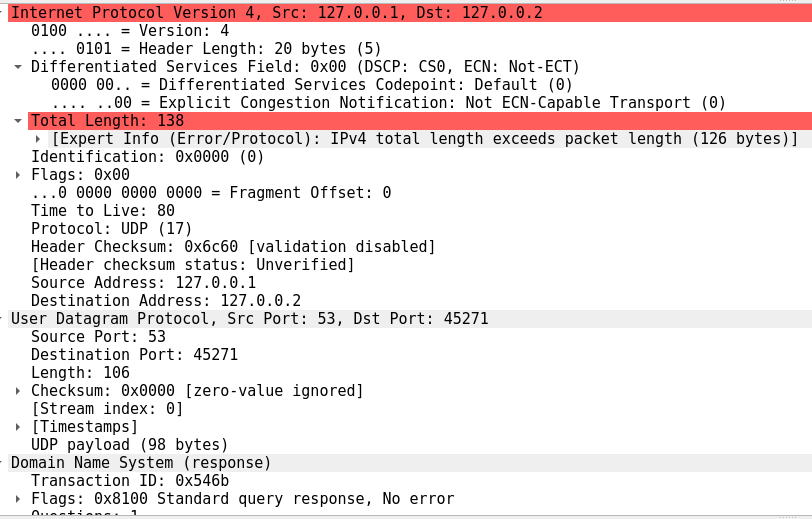 Internet Protocol Version 4, Src: 127.0.0.1, Dst: 127.0.0.2
0100 .... = Version: 4
.... 0101 = Header Length: 20 bytes (5)
Differentiated Services Field: 0x00 (DSCP: CS0, ECN: Not-ECT)
0000 00.. = Differentiated Services Codepoint: Default (0)
.... ..00 = Explicit Congestion Notification: Not ECN-Capable Transport (0)
Total Length: 138
[Expert Info (Error/Protocol): IPv4 total length exceeds packet length (126 bytes)]
Identification: 0x0000 (0)
Flags: 0x00
...0 0000 0000 0000 = Fragment Offset: 0
Time to Live: 80
Protocol: UDP (17)
Header Checksum: 0x6c60 [validation disabled]
[Header checksum status: Unverified]
Source Address: 127.0.0.1
Destination Address: 127.0.0.2
User Datagram Protocol, Src Port: 53, Dst Port: 45271
Source Port: 53
Destination Port: 45271
Length: 106
Checksum: 0x0000 [zero-value ignored]
[Stream index: 0]
[Timestamps]
UDP payload (98 bytes)
Domain Name System (response)
Transaction ID: 0x546b
Flags: 0x8100 Standard query response, No error
Questions: 1